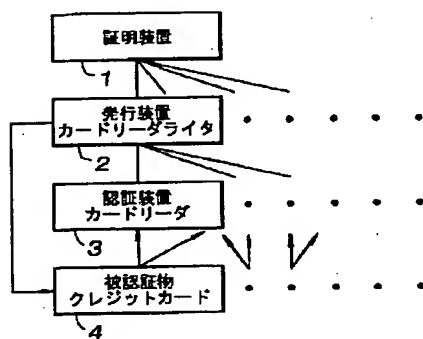 証明装置
1
発行装置
カードリーダライタ
2
認証装置
カードリーダ
3
被認証物
クレジットカード
4